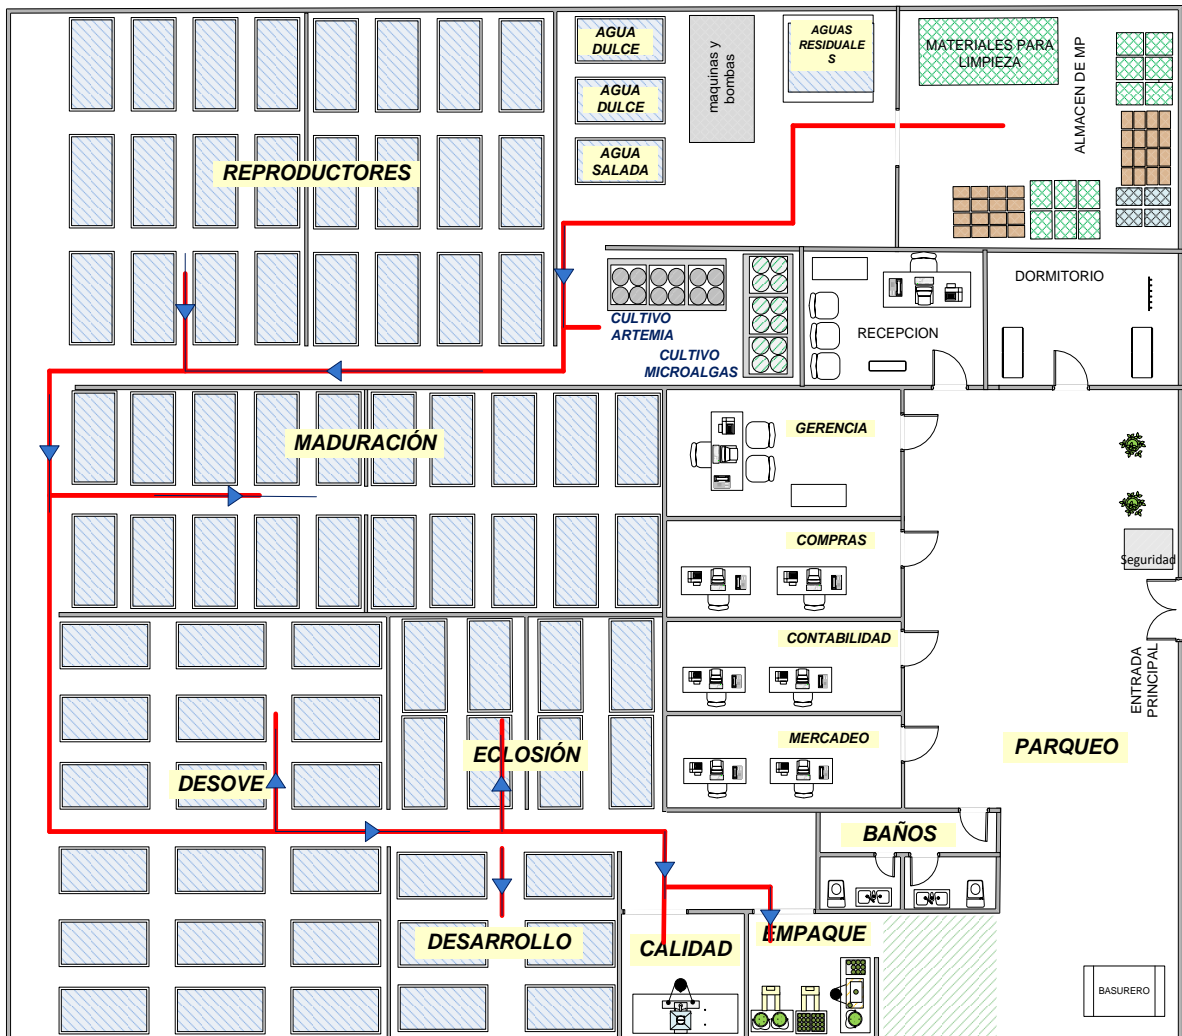 AGUA
DULCE
AGUA
DULCE
AGUA
SALADA
maquinas y
bombas
AGUAS
RESIDUALE
S
MATERIALES PARA
LIMPIEZA
ALMACEN DE MP
REPRODUCTORES
CULTIVO
ARTEMIA
CULTIVO
MICROALGAS
RECEPCION
DORMITORIO
MADURACIÓN
GERENCIA
COMPRAS
Seguridad
CONTABILIDAD
ENTRADA
PRINCIPAL
MERCADEO
PARQUEO
ECLOSIÓN
DESOVE
BAÑOS
DESARROLLO
CALIDAD
EMPAQUE
BASURERO